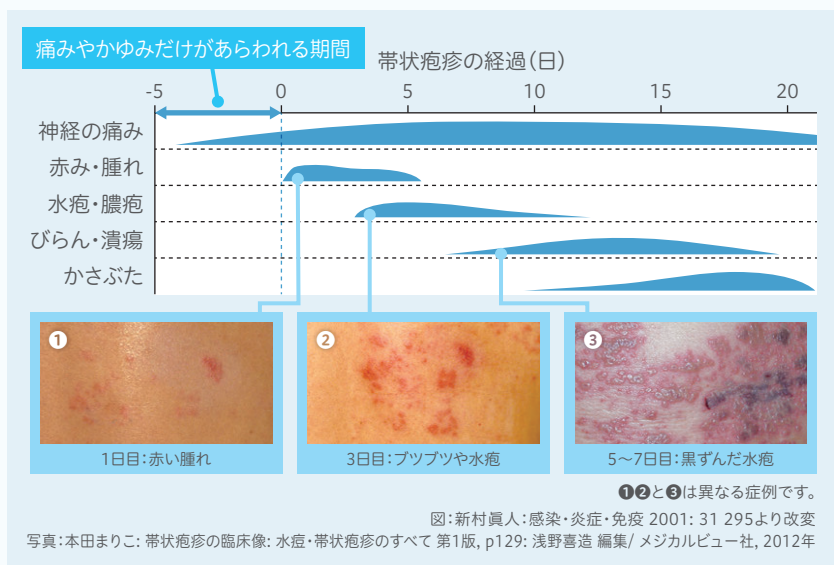 痛みやかゆみだけがあらわれる期間
帯状疱疹の経過(日)
-5 0 5 10 15 20
神経の痛み
赤み・腫れ
水疱・膿疱
びらん・潰瘍
かさぶた
❶ ❷ ❸
1日目：赤い腫れ 3日目：ブツブツや水疱 5〜7日目：黒ずんだ水疱
❶❷と❸は異なる症例です。
図：新村眞人：感染・炎症・免疫 2001: 31 295より改変
写真：本田まりこ: 帯状疱疹の臨床像: 水痘・帯状疱疹のすべて 第1版, p129: 浅野喜造 編集/ メジカルビュー社, 2012年